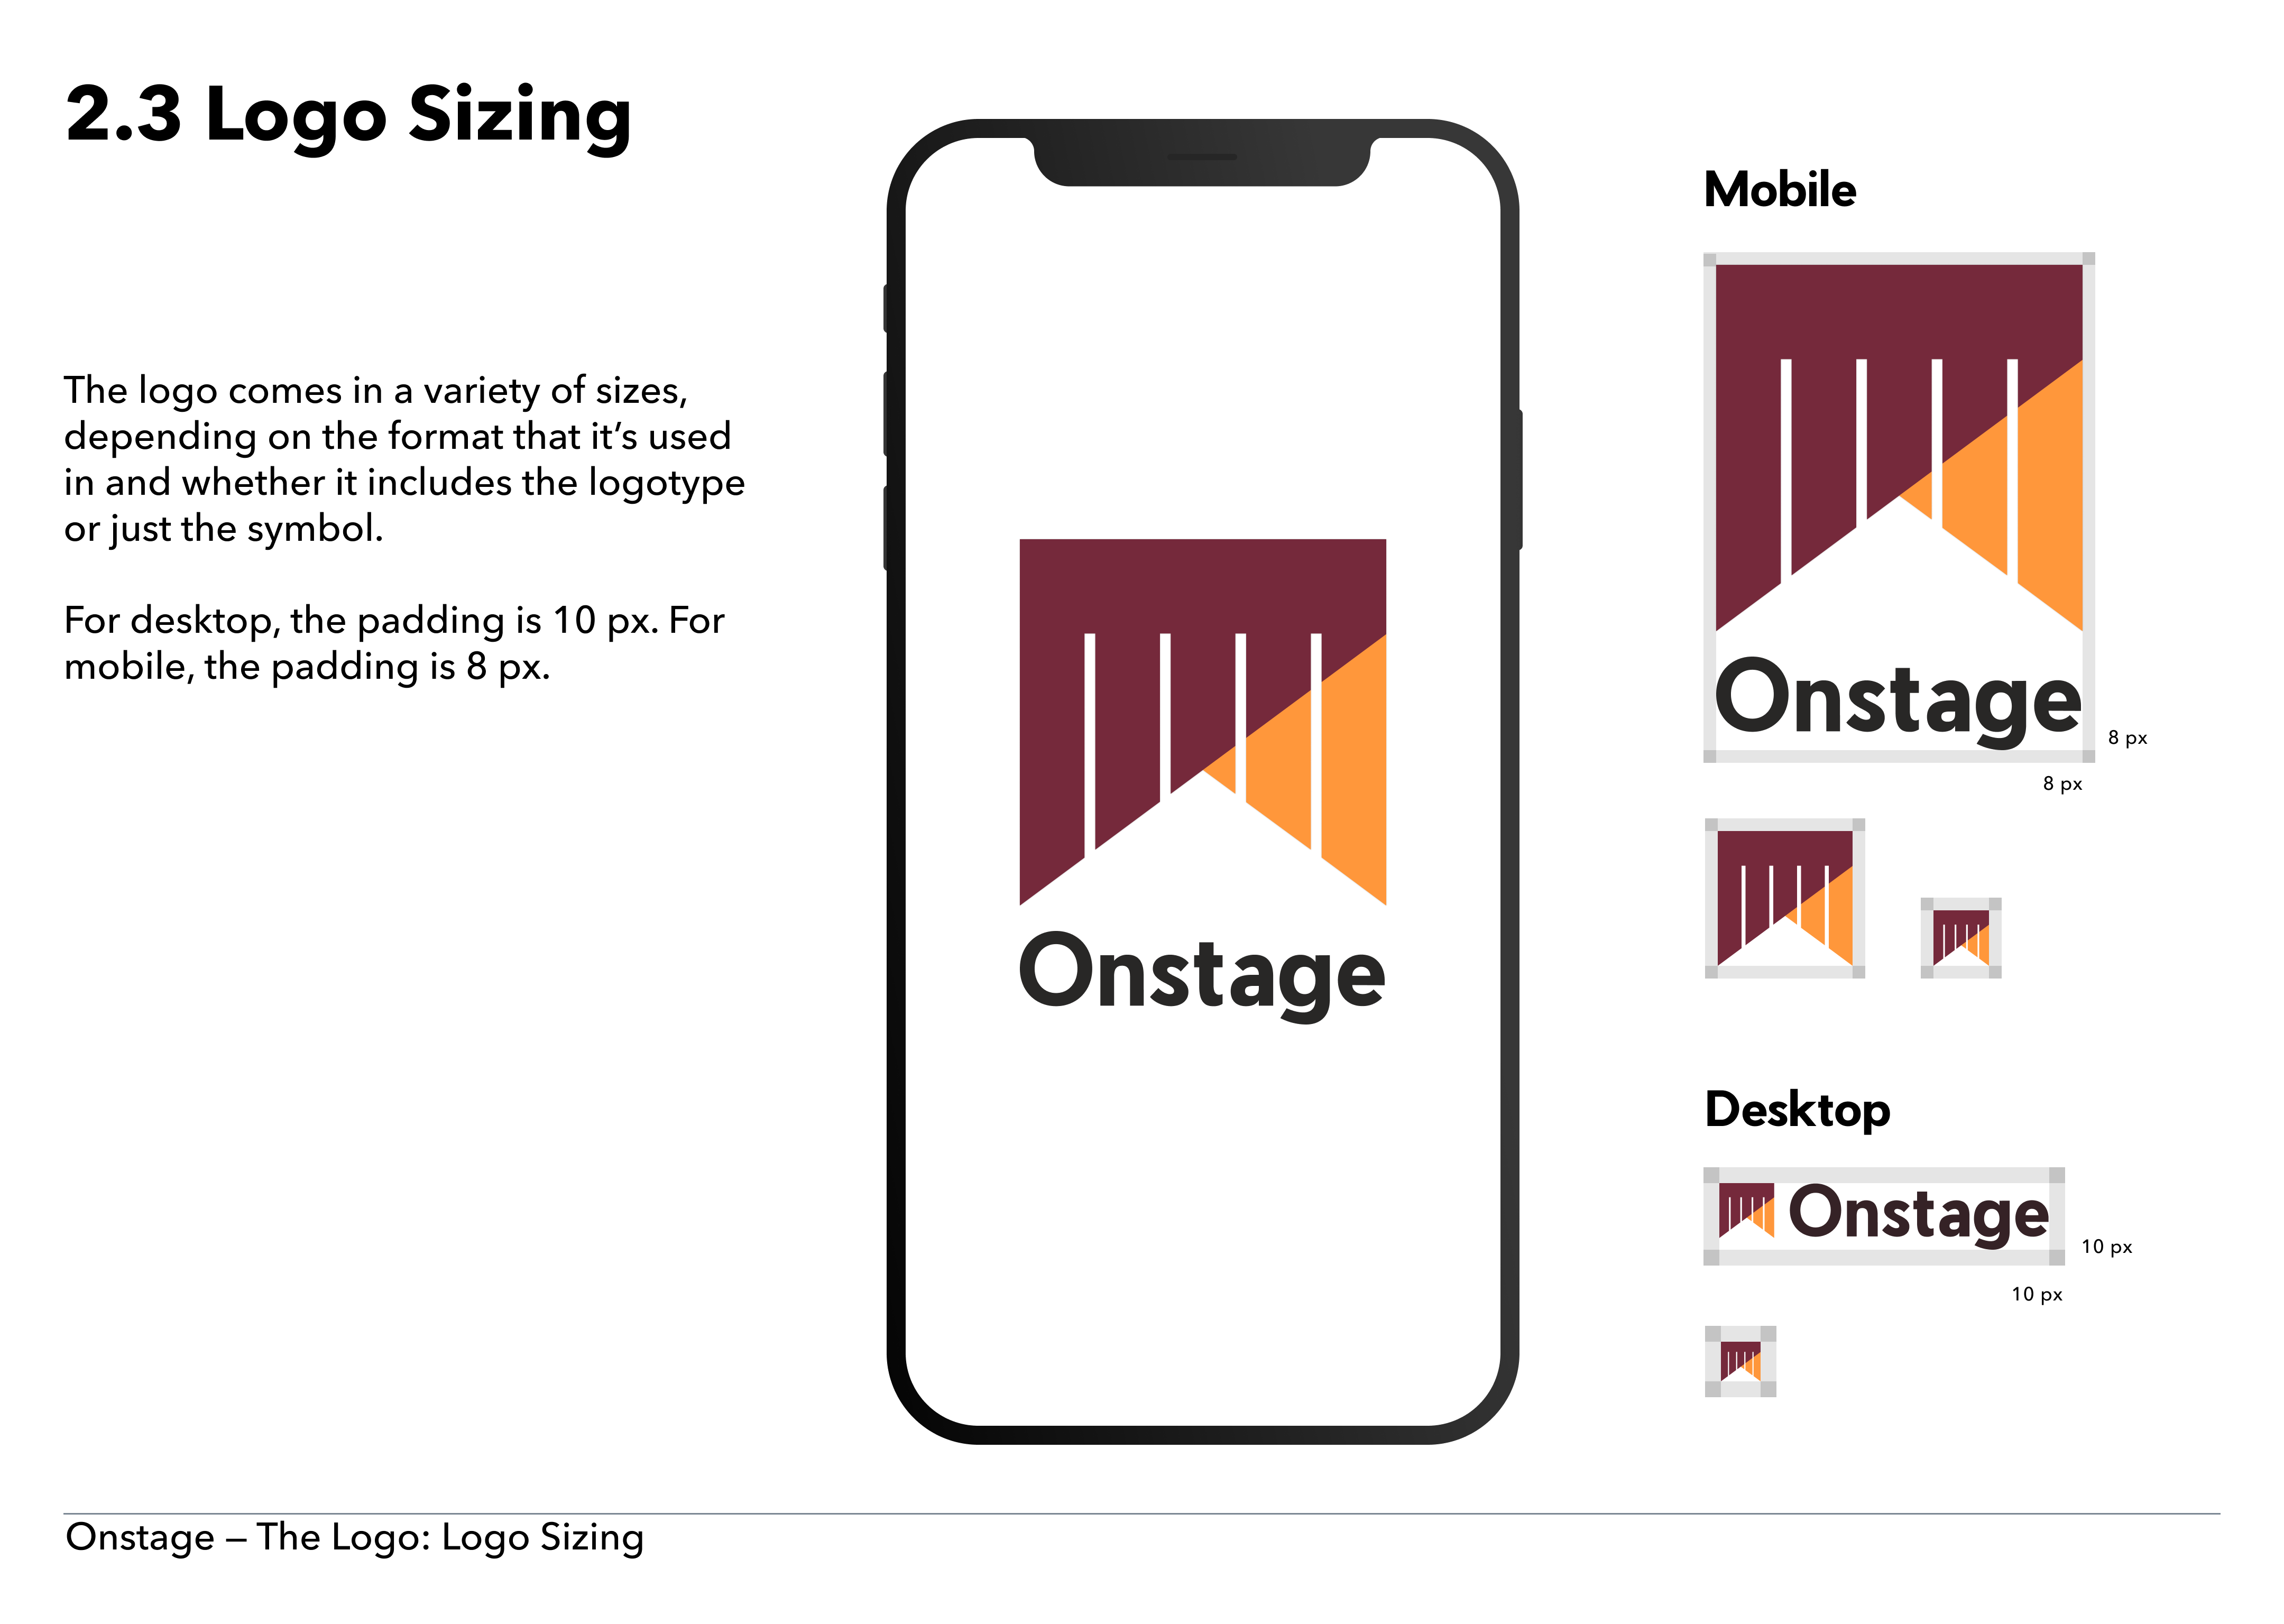 2.3 Logo Sizing
The logo comes in a variety of sizes,
depending on the format that it’s used
in and whether it includes the logotype
or just the symbol.
For desktop, the padding is 10 px. For
mobile, the padding is 8 px.
Onstage
Mobile
Onstage
8 px
8 px
Desktop
Onstage
10 px
10 px
Onstage – The Logo: Logo Sizing